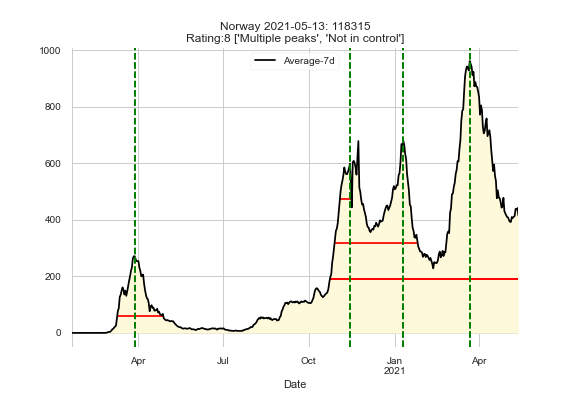 Norway 2021-05-13: 118315
Rating:8 ['Multiple peaks', 'Not in control']
Average-7d
1000
800
600
400
200
0
Apr
Jul
Oct
Jan
2021
Apr
Date